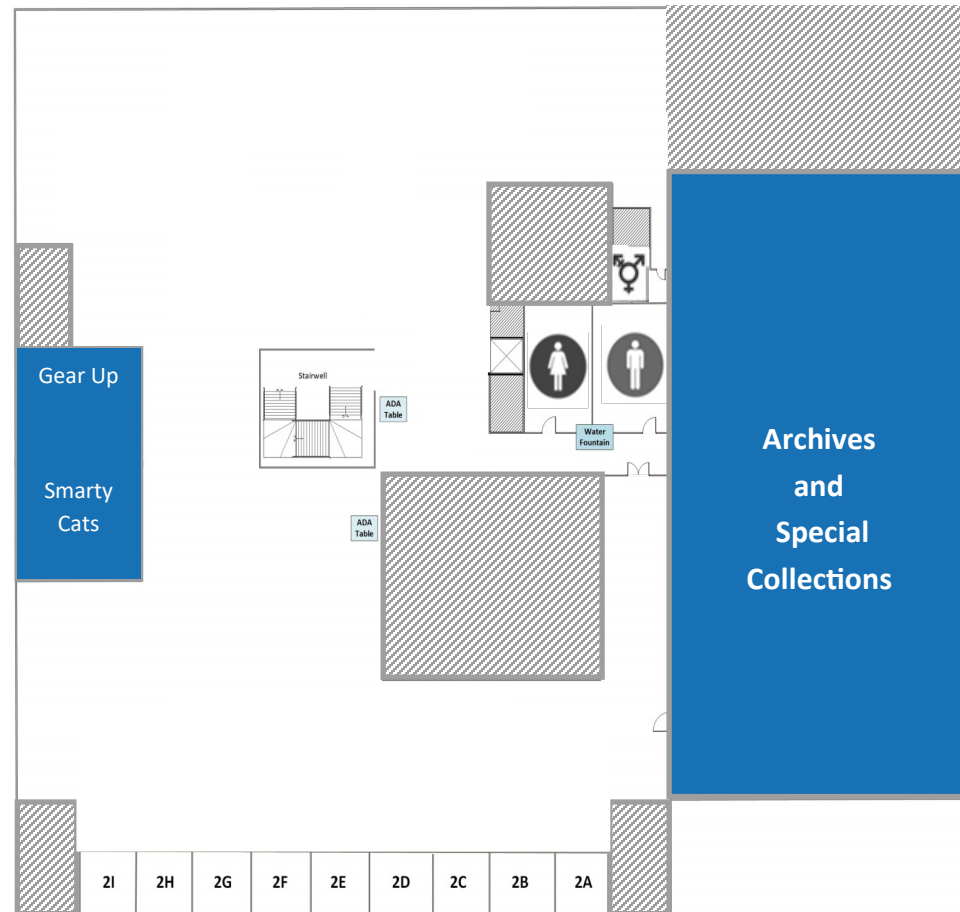 Gear Up
Smarty
Cats
Stairwell
ADA
Table
ADA
Table
Water
Fountain
Archives
and
Special
Collections
2I
2H
2G
2F
2E
2D
2C
2B
2A